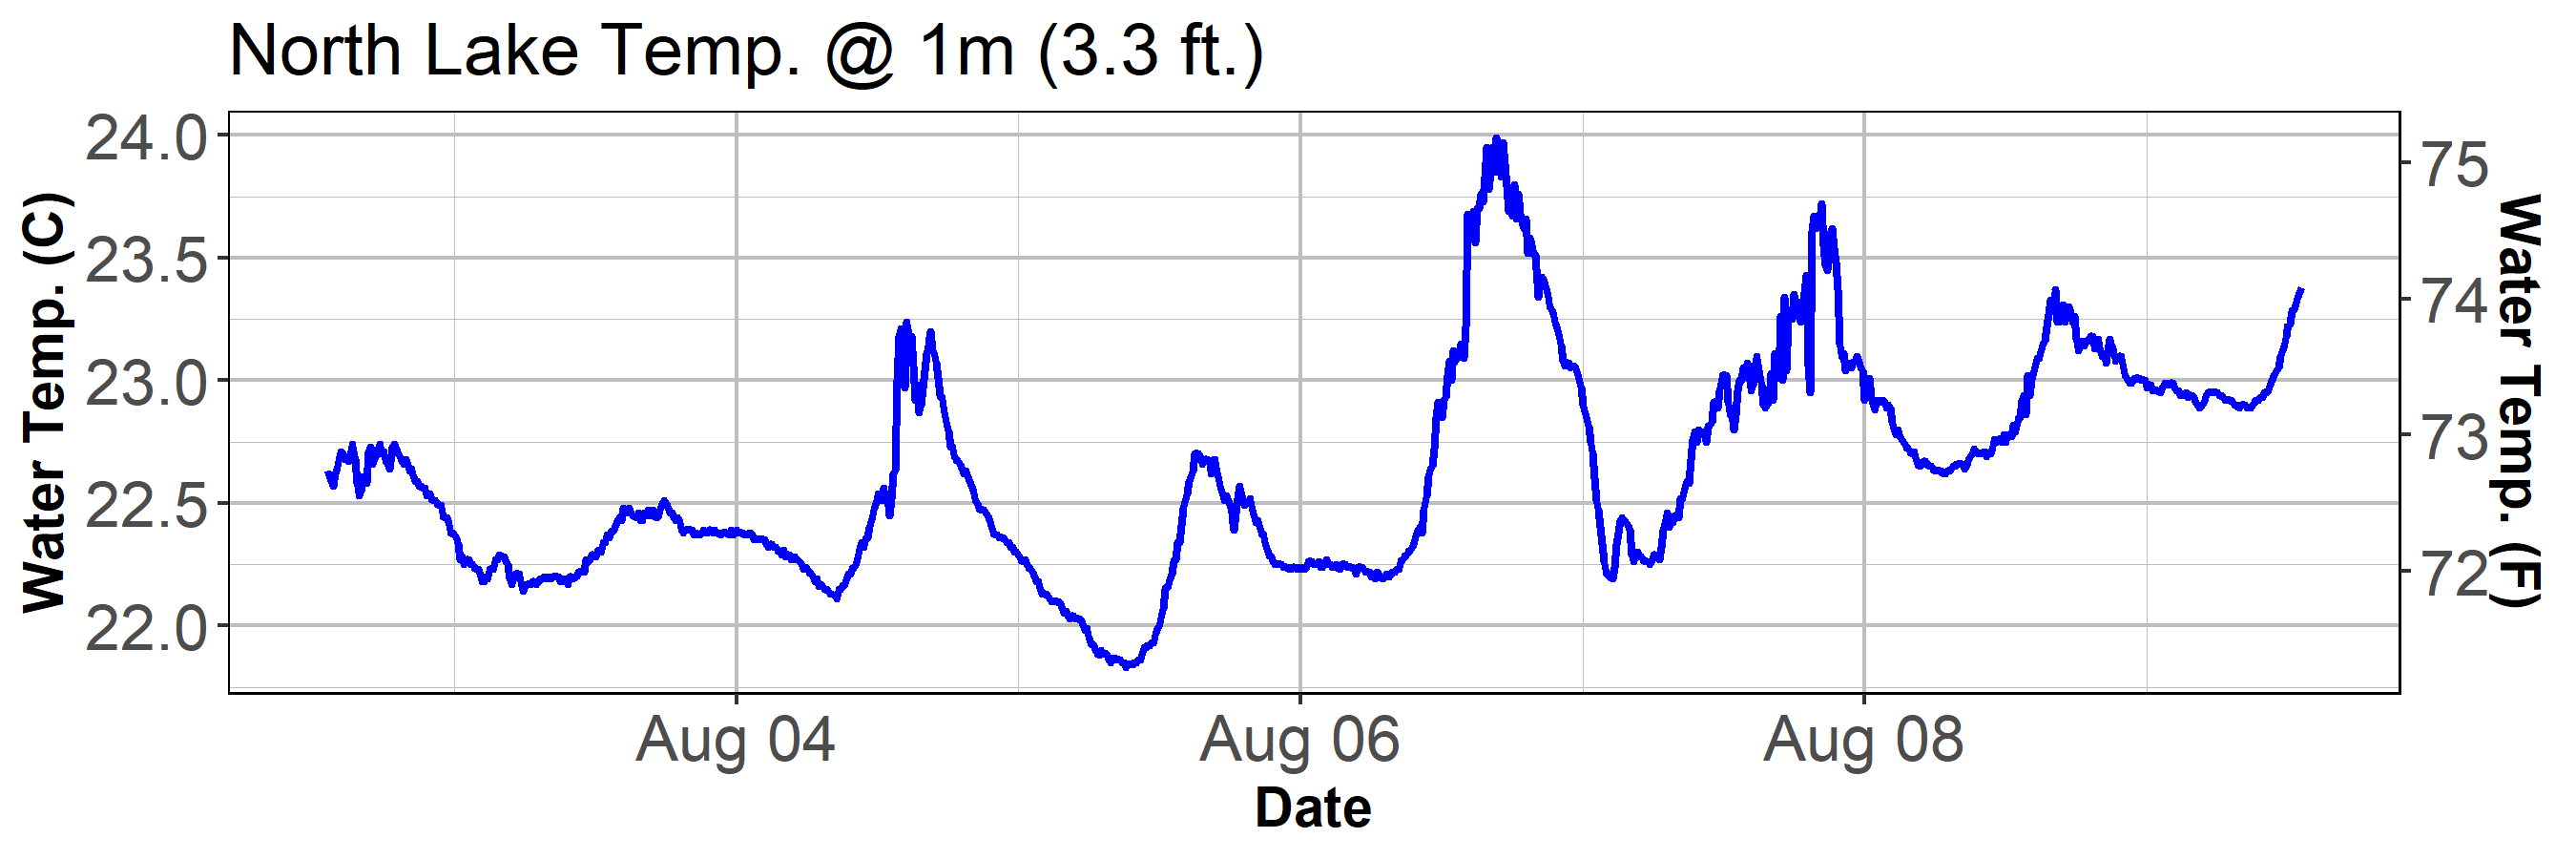 North Lake Temp. @ 1m (3.3 ft.)
Water Temp. (C)
24.0
23.5
23.0
22.5
22.0
75
74
73
72
Water Temp. (F)
Aug 04 Aug 06 Aug 08
Date